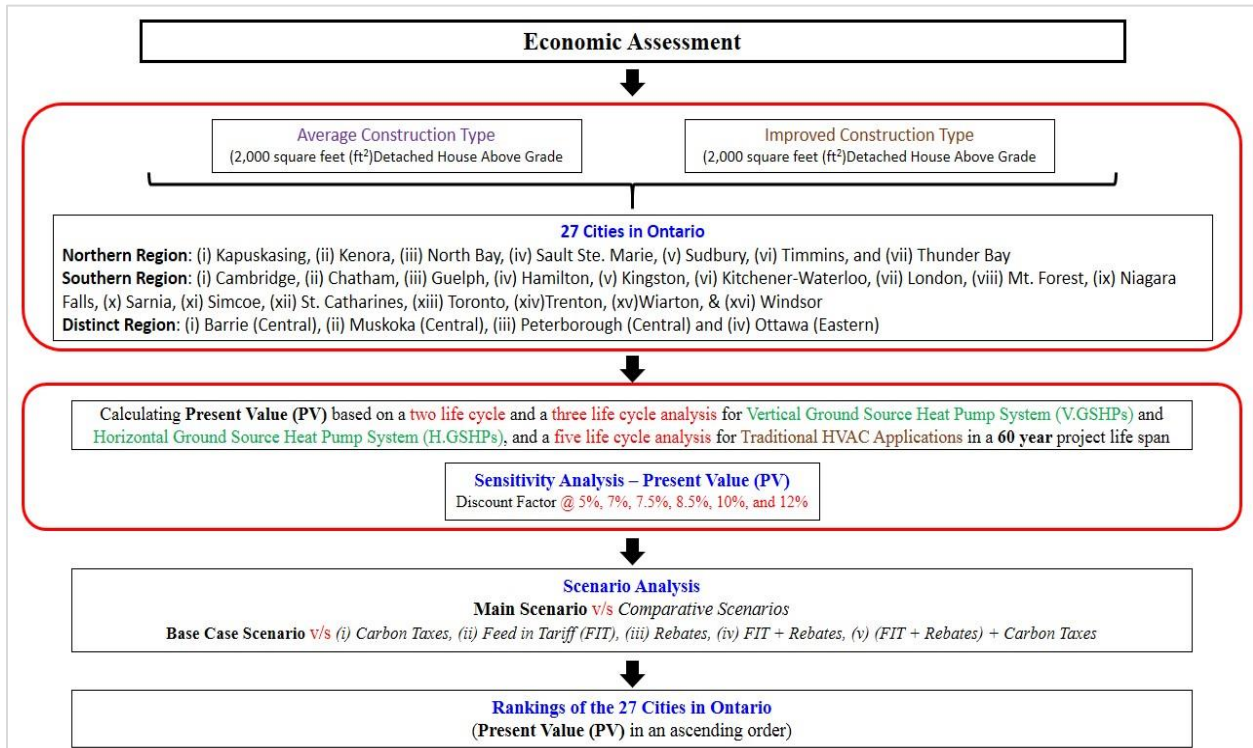 Economic Assessment
Average Construction Type
(2,000 square feet (ft²)Detached House Above Grade
Improved Construction Type
(2,000 square feet (ft²)Detached House Above Grade
27 Cities in Ontario
Northern Region: (i) Kapuskasing, (ii) Kenora, (iii) North Bay, (iv) Sault Ste. Marie, (v) Sudbury, (vi) Timmins, and (vii) Thunder Bay
Southern Region: (i) Cambridge, (ii) Chatham, (iii) Guelph, (iv) Hamilton, (v) Kingston, (vi) Kitchener-Waterloo, (vii) London, (viii) Mt. Forest, (ix) Niagara
Falls, (x) Sarnia, (xi) Simcoe, (xii) St. Catharines, (xiii) Toronto, (xiv)Trenton, (xv)Wiarton, & (xvi) Windsor
Distinct Region: (i) Barrie (Central), (ii) Muskoka (Central), (iii) Peterborough (Central) and (iv) Ottawa (Eastern)
Calculating Present Value (PV) based on a two life cycle and a three life cycle analysis for Vertical Ground Source Heat Pump System (V.GSHPs) and
Horizontal Ground Source Heat Pump System (H.GSHPs), and a five life cycle analysis for Traditional HVAC Applications in a 60 year project life span
Sensitivity Analysis – Present Value (PV)
Discount Factor @ 5%, 7%, 7.5%, 8.5%, 10%, and 12%
Scenario Analysis
Main Scenario v/s Comparative Scenarios
Base Case Scenario v/s (i) Carbon Taxes, (ii) Feed in Tariff (FIT), (iii) Rebates, (iv) FIT + Rebates, (v) (FIT + Rebates) + Carbon Taxes
Rankings of the 27 Cities in Ontario
(Present Value (PV) in an ascending order)